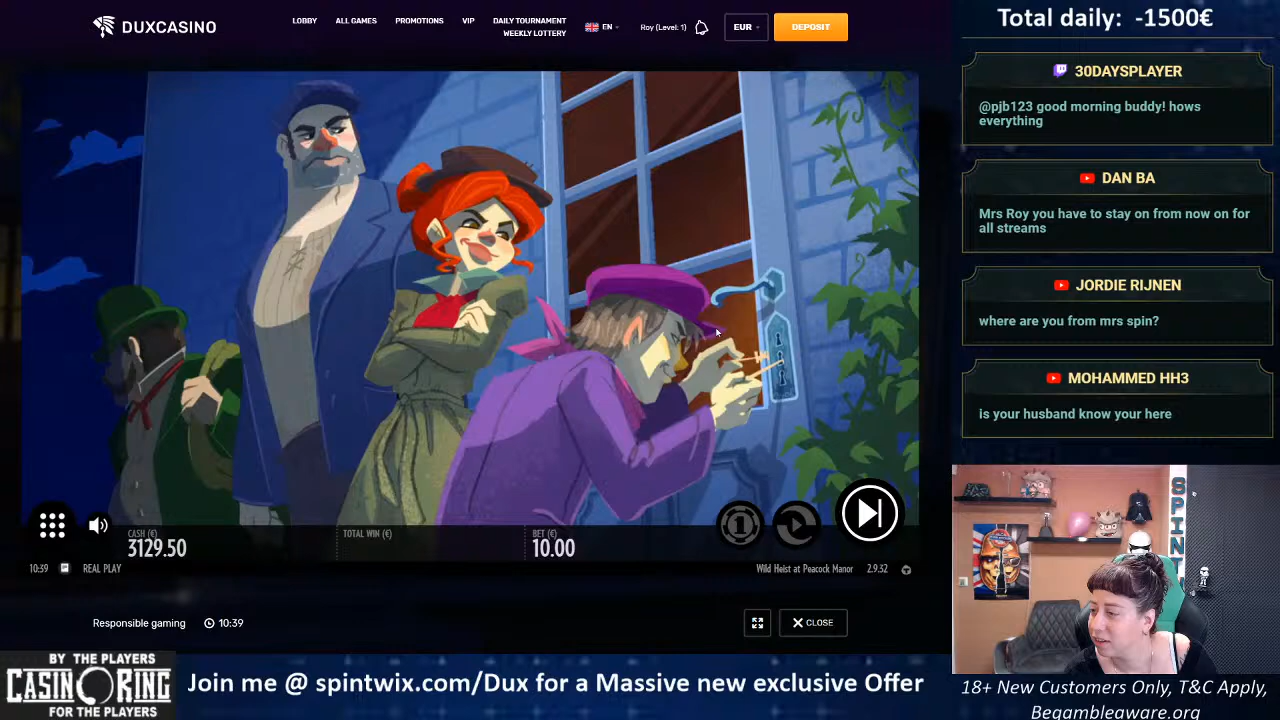 DUXCASINO
LOBBY
ALL GAMES
PROMOTIONS
VIP
DAILY TOURNAMENT
WEEKLY LOTTERY
EN
Roy (Level: 1)
EUR
DEPOSIT
Total daily: -1500€
30DAYSPLAYER
@pjb123 good morning buddy! hows
everything
DAN BA
Mrs Roy you have to stay on from now on for
all streams
JORDIE RIJNEN
where are you from mrs spin?
MOHAMMED HH3
is your husband know your here
CASH (€)
3129.50
TOTAL WIN (€)
BET (€)
10.00
1
10:39
REAL PLAY
Wild Heist at Peacock Manor
2.9.32
Responsible gaming
10:39
CLOSE
SPIN
BY THE PLAYERS
CASINO RING
FOR THE PLAYERS
Join me @ spintwix.com/Dux for a Massive new exclusive Offer
18+ New Customers Only, T&C Apply,
Begambleaware.org